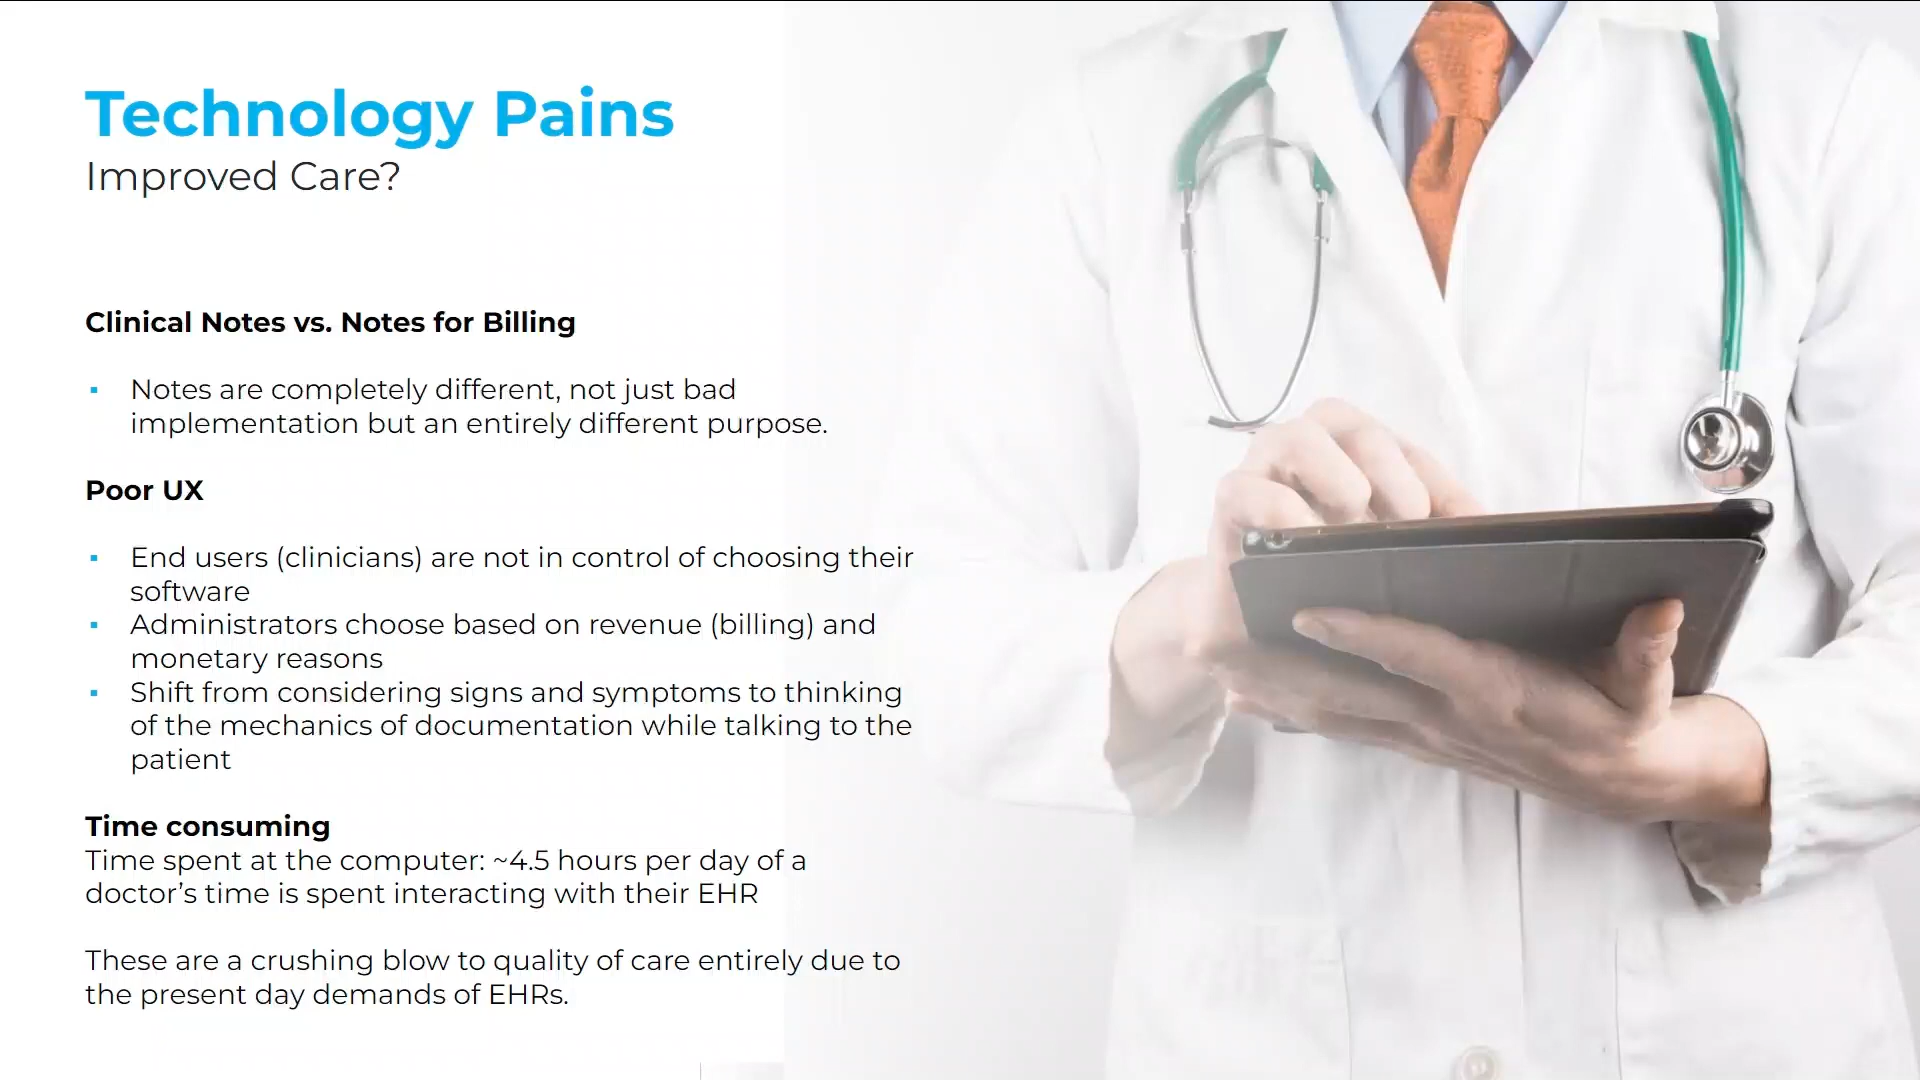 Technology Pains
Improved Care?
Clinical Notes vs. Notes for Billing
▪ Notes are completely different, not just bad
implementation but an entirely different purpose.
Poor UX
▪ End users (clinicians) are not in control of choosing their
software
▪ Administrators choose based on revenue (billing) and
monetary reasons
▪ Shift from considering signs and symptoms to thinking
of the mechanics of documentation while talking to the
patient
Time consuming
Time spent at the computer: ~4.5 hours per day of a
doctor’s time is spent interacting with their EHR
These are a crushing blow to quality of care entirely due to
the present day demands of EHRs.